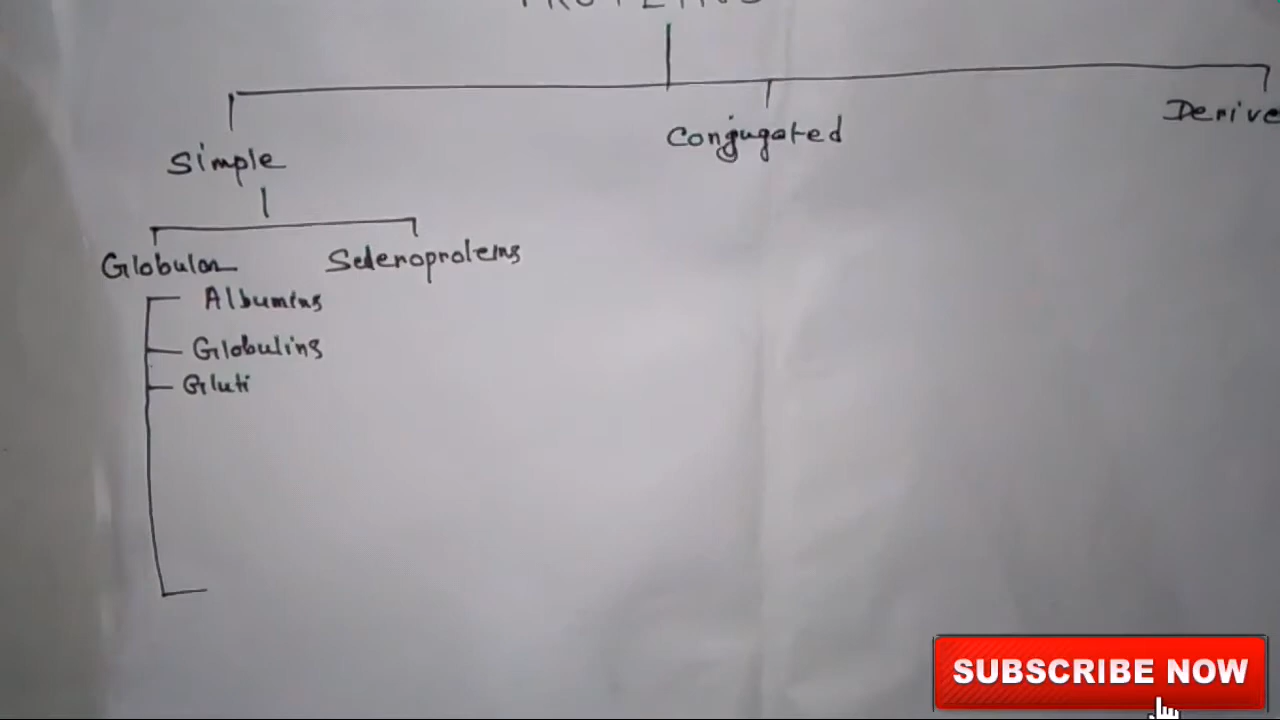 Simple
Conjugated
Derive
Globular
Scleroproteins
Albumins
Globulins
Gluti
SUBSCRIBE NOW